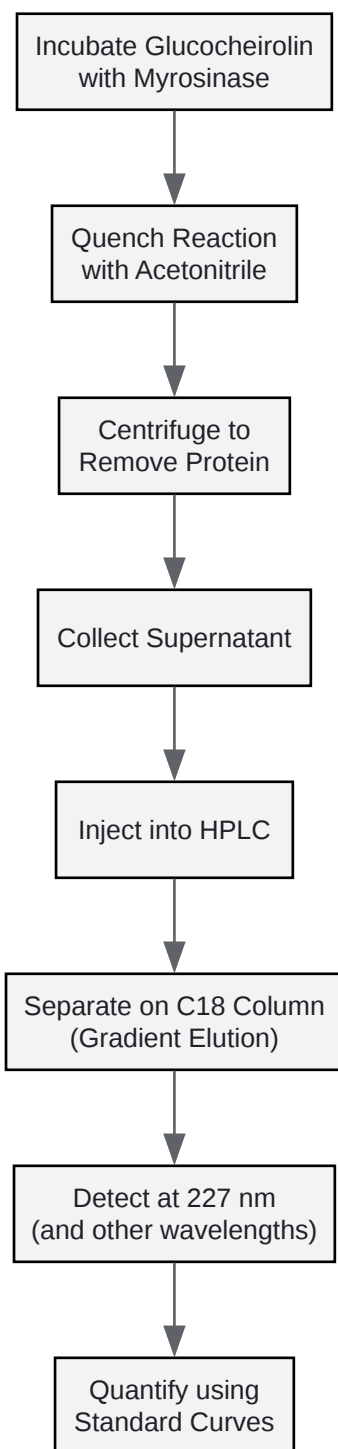 Incubate Glucocheirolin
with Myrosinase
Quench Reaction
with Acetonitrile
Centrifuge to
Remove Protein
Collect Supernatant
Inject into HPLC
Separate on C18 Column
(Gradient Elution)
Detect at 227 nm
(and other wavelengths)
Quantify using
Standard Curves